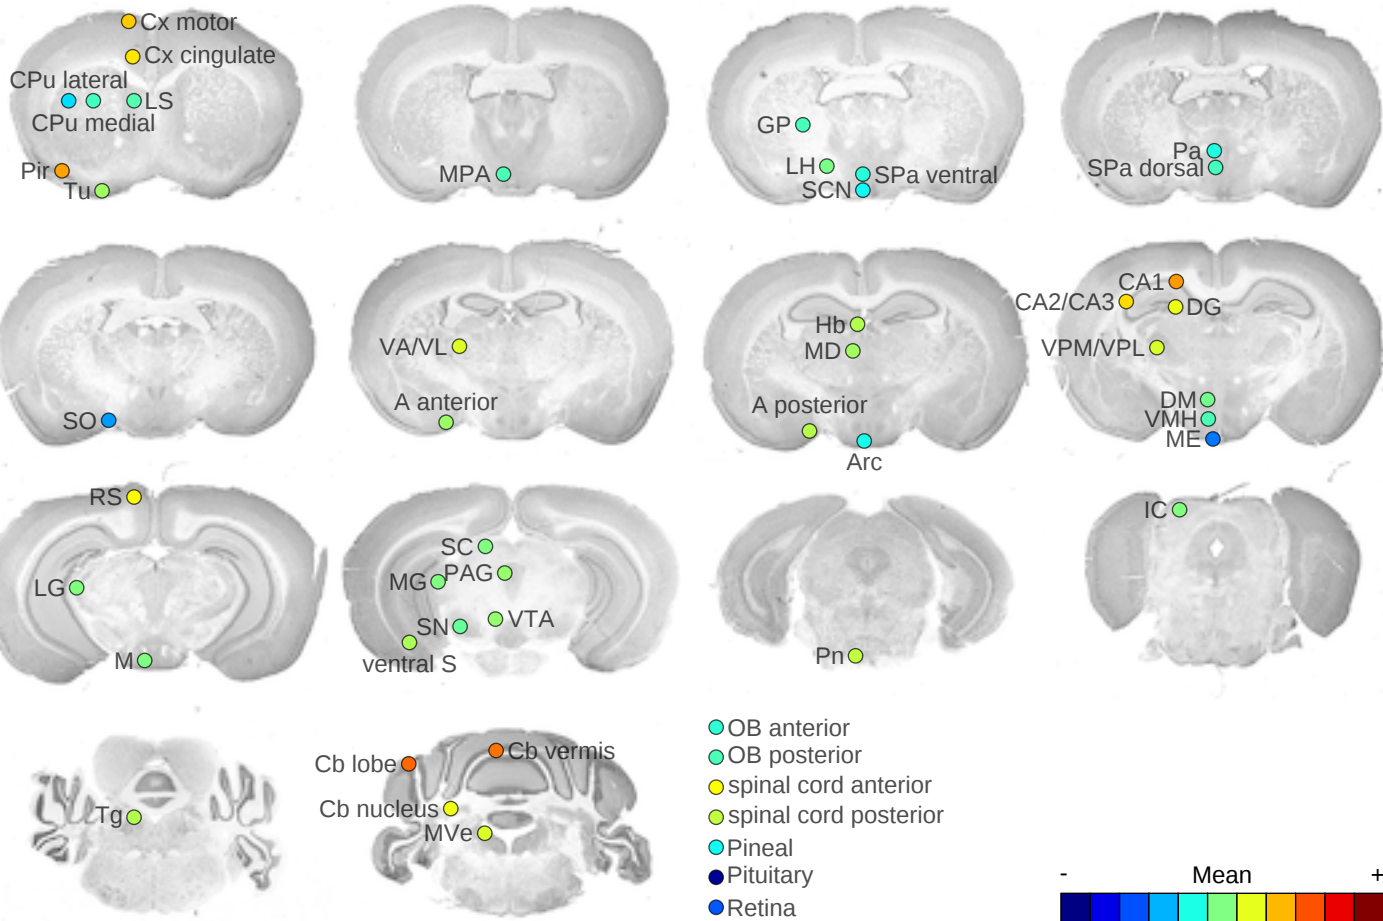 Cx motor
Cx cingulate
CPu lateral
LS
CPu medial
Pir
Tu
MPA
GP
LH
SPa ventral
SCN
Pa
SPa dorsal
SO
VA/VL
A anterior
Hb
MD
A posterior
Arc
CA1
CA2/CA3
DG
VPM/VPL
DM
VMH
ME
RS
LG
M
SC
MG
PAG
SN
VTA
ventral S
Pn
IC
Tg
Cb lobe
Cb vermis
Cb nucleus
MVe
OB anterior
OB posterior
spinal cord anterior
spinal cord posterior
Pineal
Pituitary
Retina
- Mean +